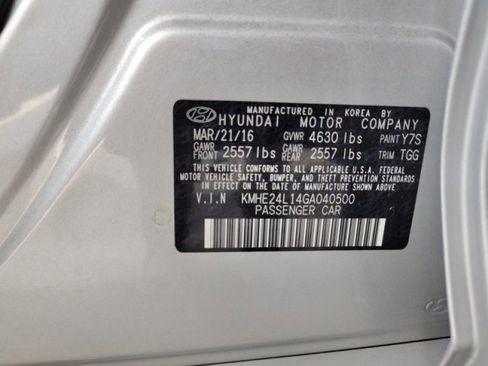 MANUFACTURED IN KOREA BY
HYUNDAI MOTOR COMPANY
MAR/21/16 GVWR 4630 lbs PAINT Y7S
GAWR FRONT 2557 lbs GAWR REAR 2557 lbs TRIM TGG
THIS VEHICLE CONFORMS TO ALL APPLICABLE U.S.A. FEDERAL
MOTOR VEHICLE SAFETY, BUMPER, AND THEFT PREVENTION
STANDARDS IN EFFECT ON THE DATE OF MANUFACTURE SHOWN ABOVE.
V.I.N KMHE24L14GA040500
PASSENGER CAR